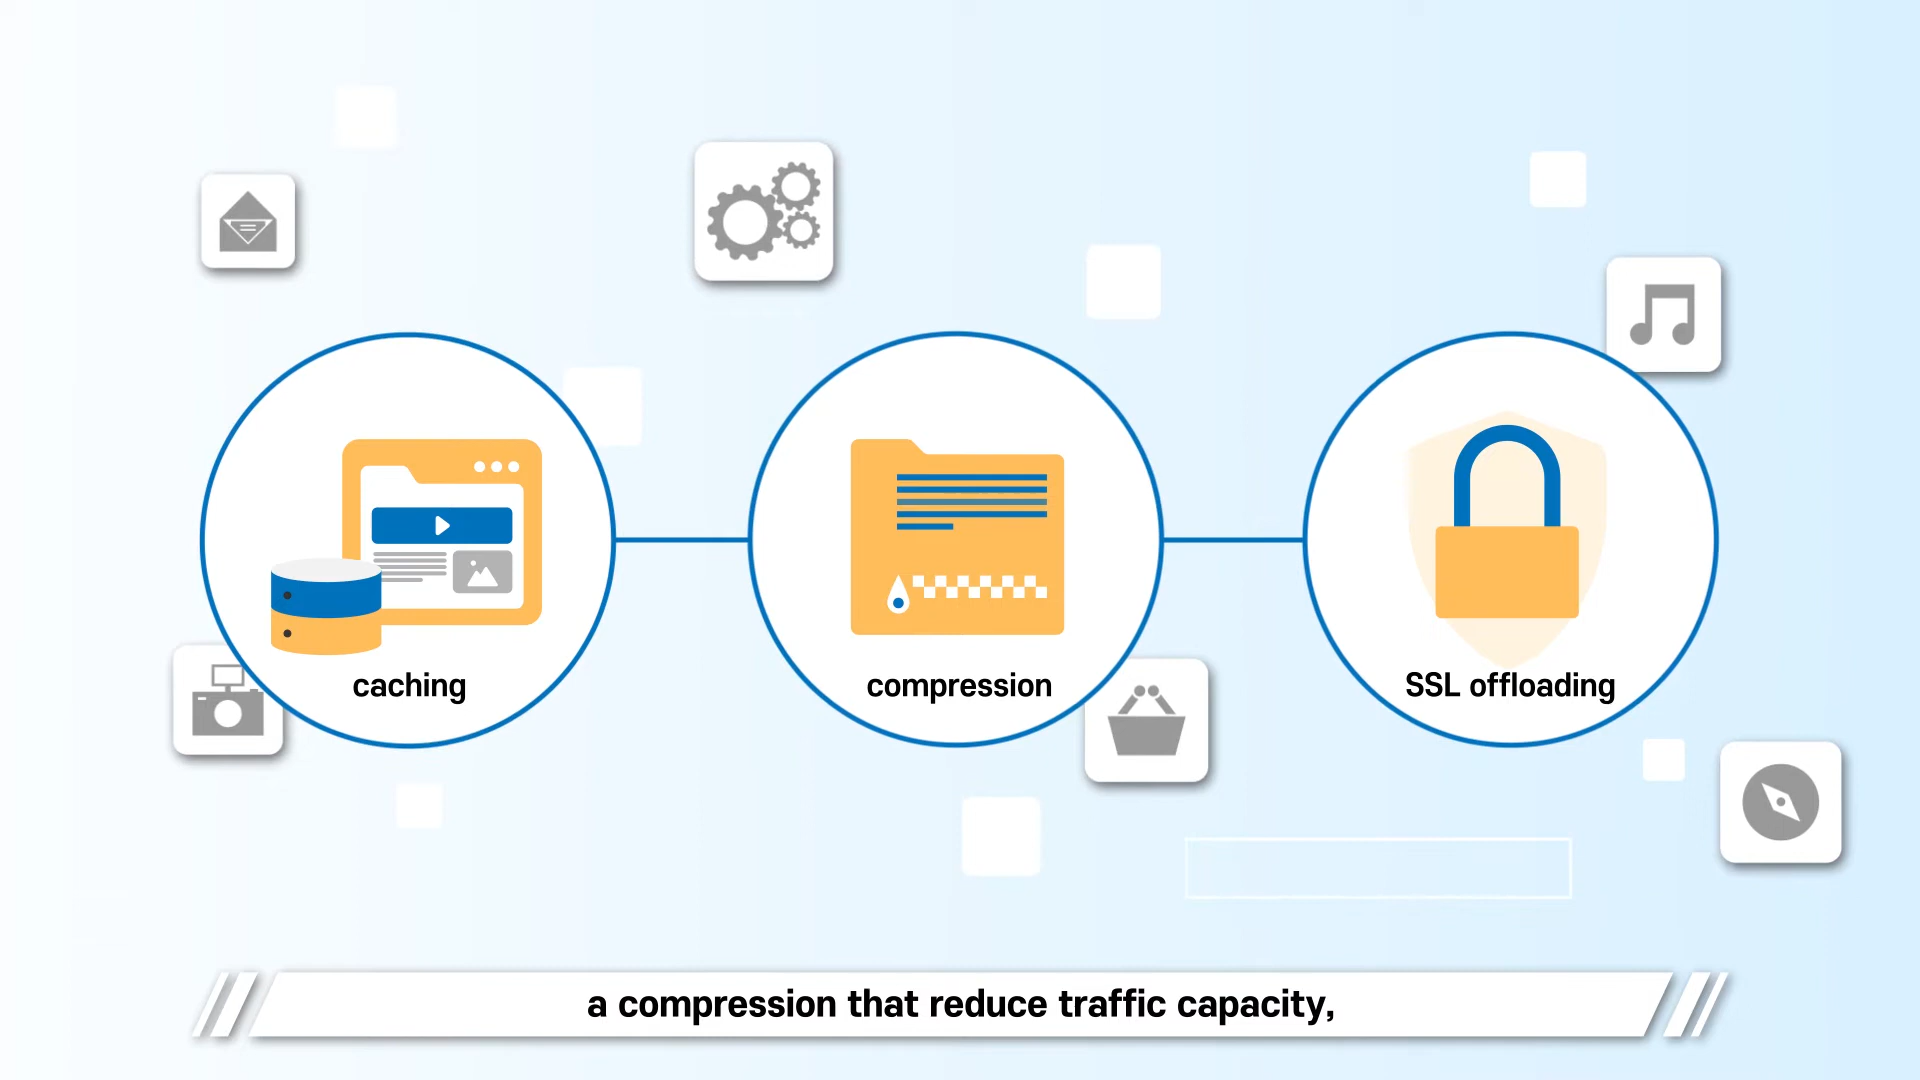 caching
compression
SSL offloading
a compression that reduce traffic capacity,